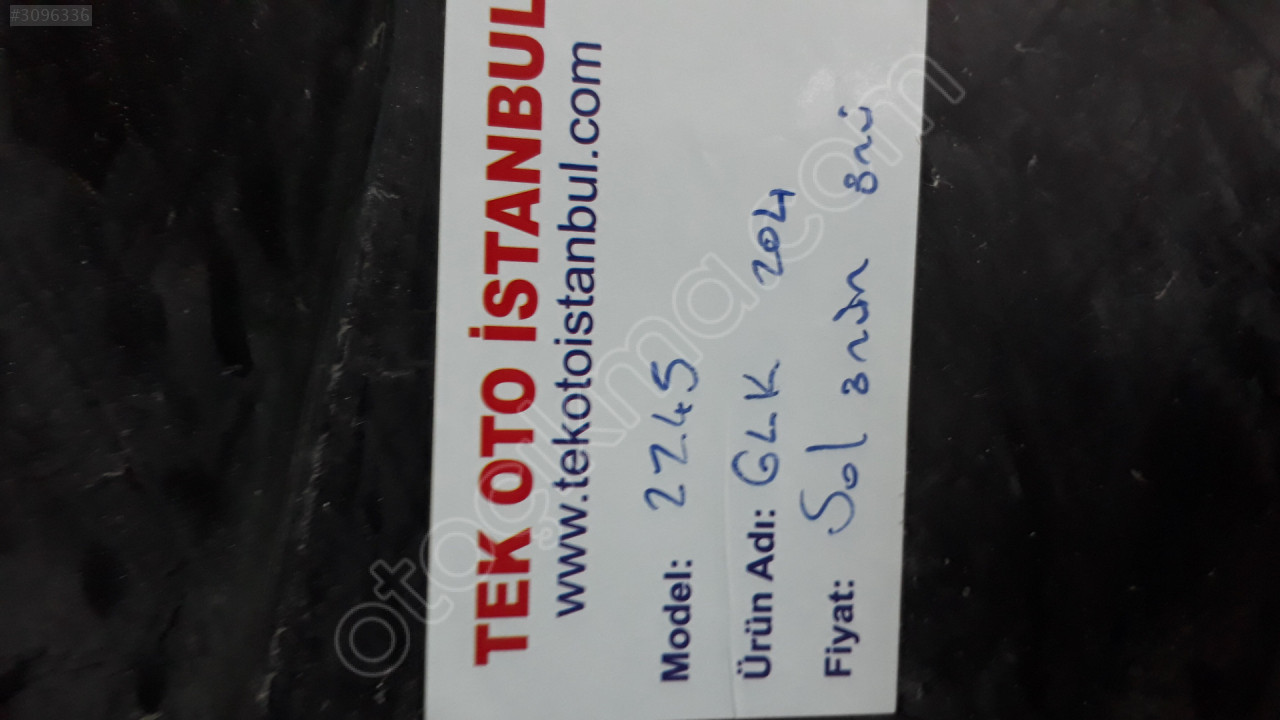 #3096336
TEK OTO İSTANBUL
www.tekotoistanbul.com
Model: 2245
Ürün Adı: GLK 204
Fiyat: Sol
otoçıkma.com